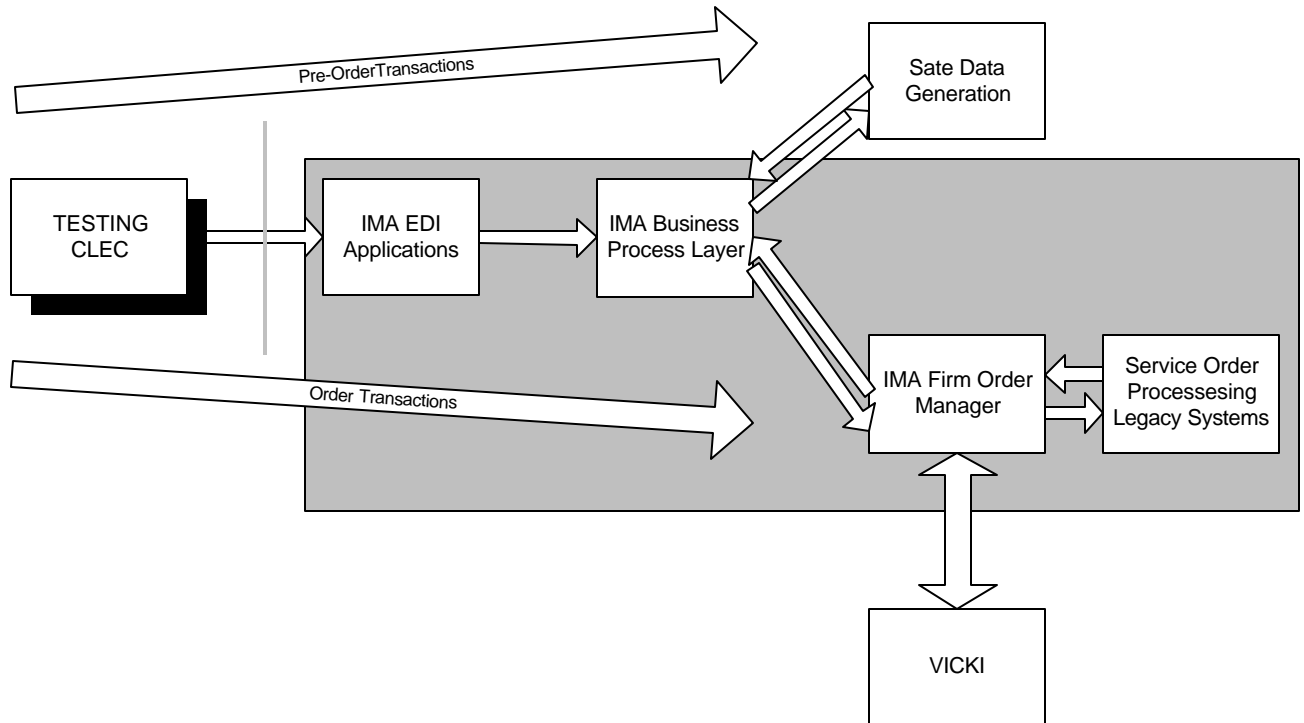 Pre-OrderTransactions
Sate Data
Generation
TESTING
CLEC
IMA EDI
Applications
IMA Business
Process Layer
IMA Firm Order
Manager
Service Order
Processesing
Legacy Systems
Order Transactions
VICKI